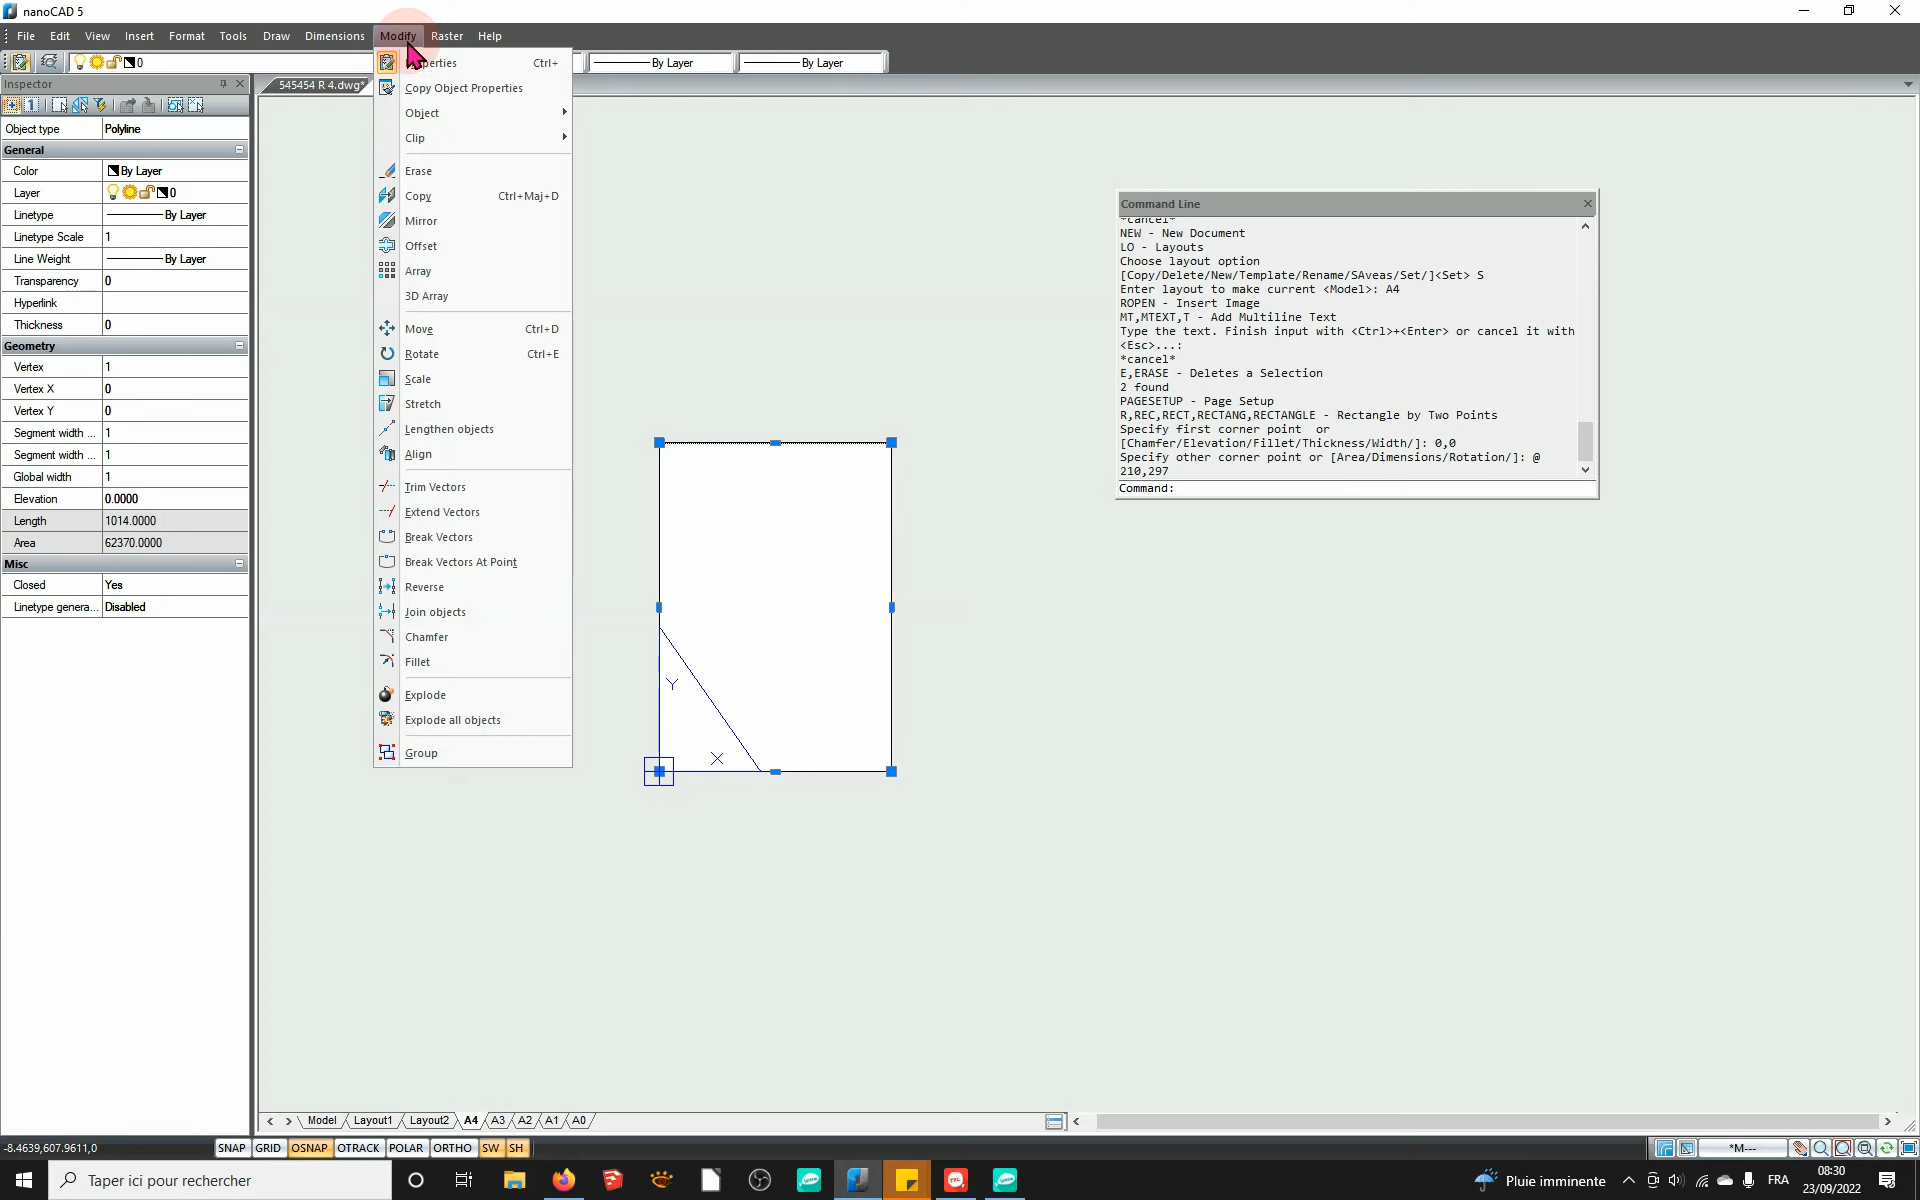 nanoCAD 5
File Edit View Insert Format Tools Draw Dimensions Modify Raster Help
0 By Layer By Layer
Inspector
545454 R 4.dwg*
Object type Polyline
General
Color By Layer
Layer 0
Linetype By Layer
Linetype Scale 1
Line Weight By Layer
Transparency 0
Hyperlink
Thickness 0
Geometry
Vertex 1
Vertex X 0
Vertex Y 0
Segment width ... 1
Segment width ... 1
Global width 1
Elevation 0.0000
Length 1014.0000
Area 62370.0000
Misc
Closed Yes
Linetype genera... Disabled
Ctrl+
Copy Object Properties
Object
Clip
Erase
Copy Ctrl+Maj+D
Mirror
Offset
Array
3D Array
Move Ctrl+D
Rotate Ctrl+E
Scale
Stretch
Lengthen objects
Align
Trim Vectors
Extend Vectors
Break Vectors
Break Vectors At Point
Reverse
Join objects
Chamfer
Fillet
Explode
Explode all objects
Group
Y
X
Command Line
*cancel*
NEW - New Document
LO - Layouts
Choose layout option
[Copy/Delete/New/Template/Rename/SAveas/Set/]<Set> S
Enter layout to make current <Model>: A4
ROPEN - Insert Image
MT,MTEXT,T - Add Multiline Text
Type the text. Finish input with <Ctrl>+<Enter> or cancel it with
<Esc>...:
*cancel*
E,ERASE - Deletes a Selection
2 found
PAGESETUP - Page Setup
R,REC,RECT,RECTANG,RECTANGLE - Rectangle by Two Points
Specify first corner point or
[Chamfer/Elevation/Fillet/Thickness/Width/]: 0,0
Specify other corner point or [Area/Dimensions/Rotation/]: @
210,297
Command:
Model Layout1 Layout2 A4 A3 A2 A1 A0
-8.4639,607.9611,0 SNAP GRID OSNAP OTRACK POLAR ORTHO SW SH *M---
Taper ici pour rechercher
Pluie imminente FRA
08:30
23/09/2022